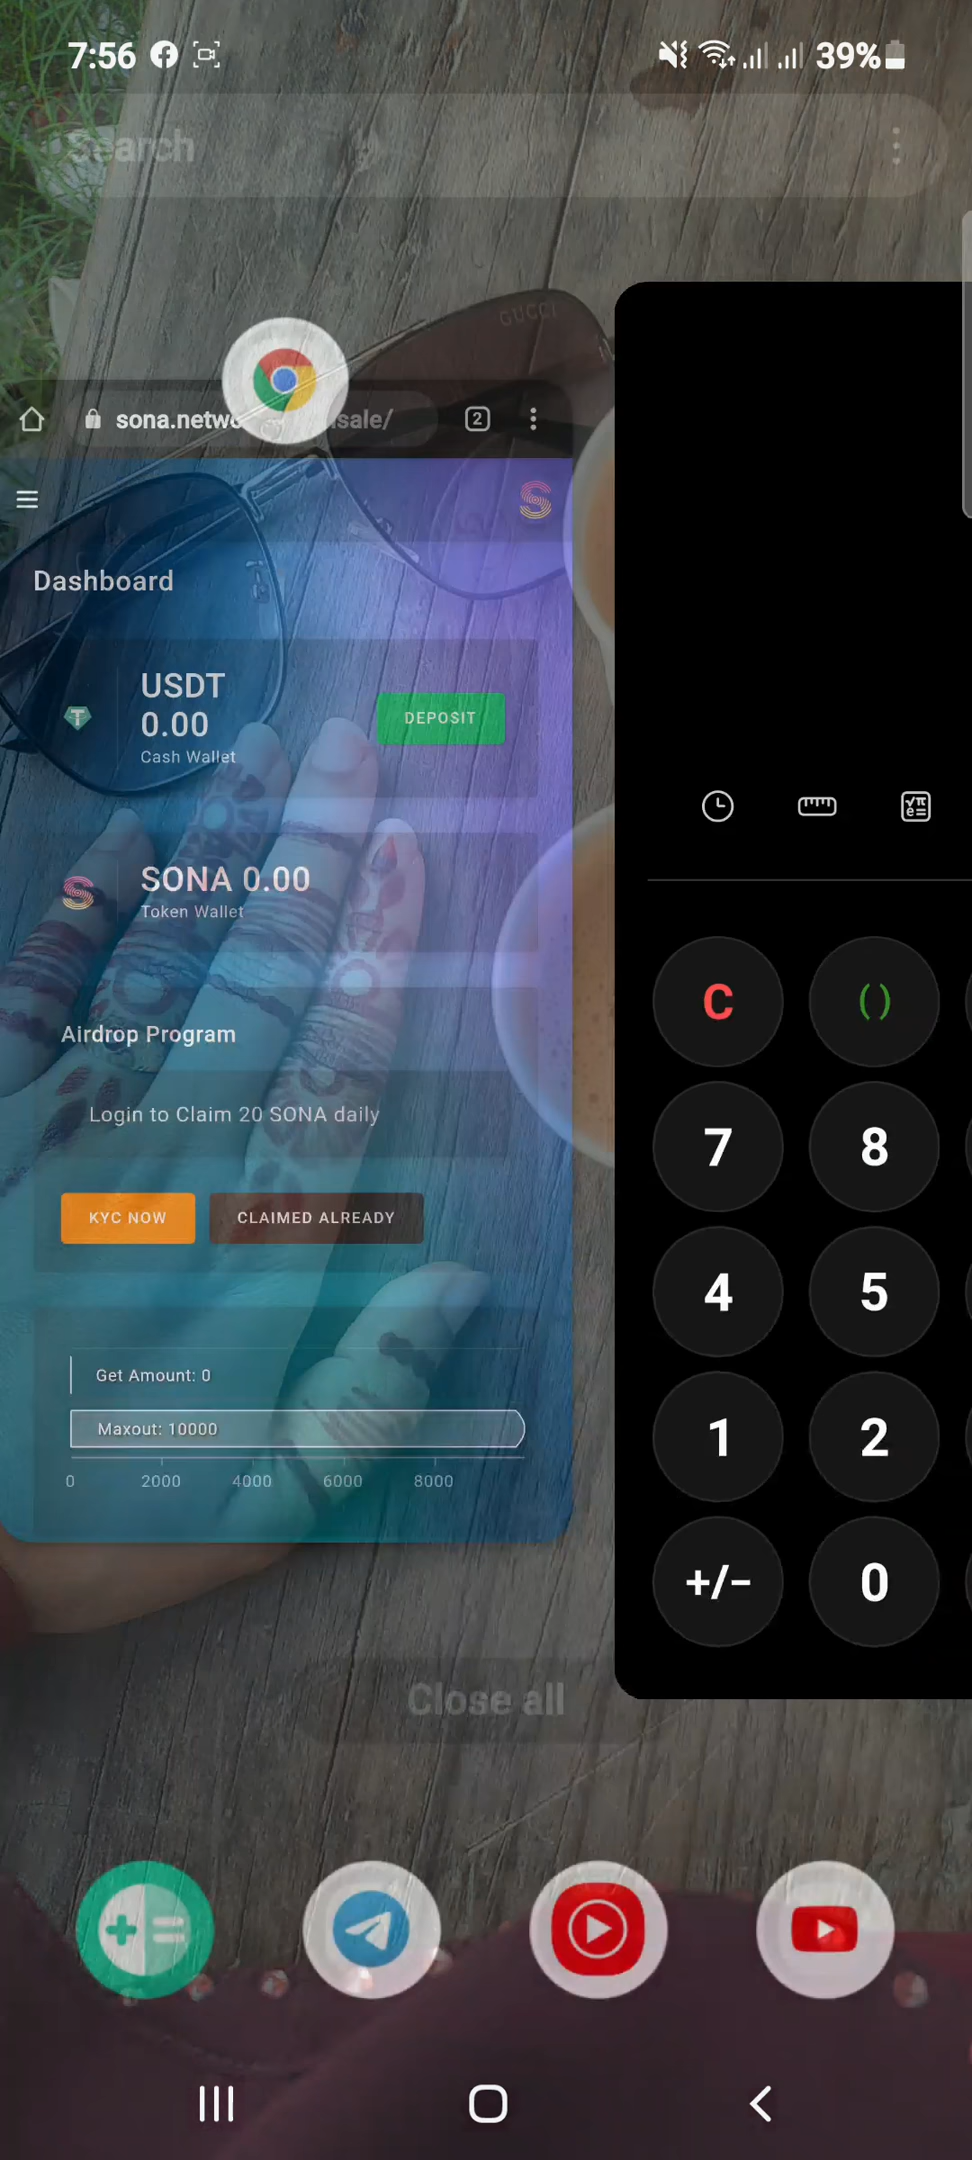 7:56 39%
Search
GUCCI
sale/
2
Dashboard
USDT
0.00
DEPOSIT
Cash Wallet
SONA 0.00
Token Wallet
Airdrop Program
Login to Claim 20 SONA daily
KYC NOW CLAIMED ALREADY
Get Amount: 0
Maxout: 10000
0 2000 4000 6000 8000
C ()
7 8
4 5
1 2
+/− 0
Close all